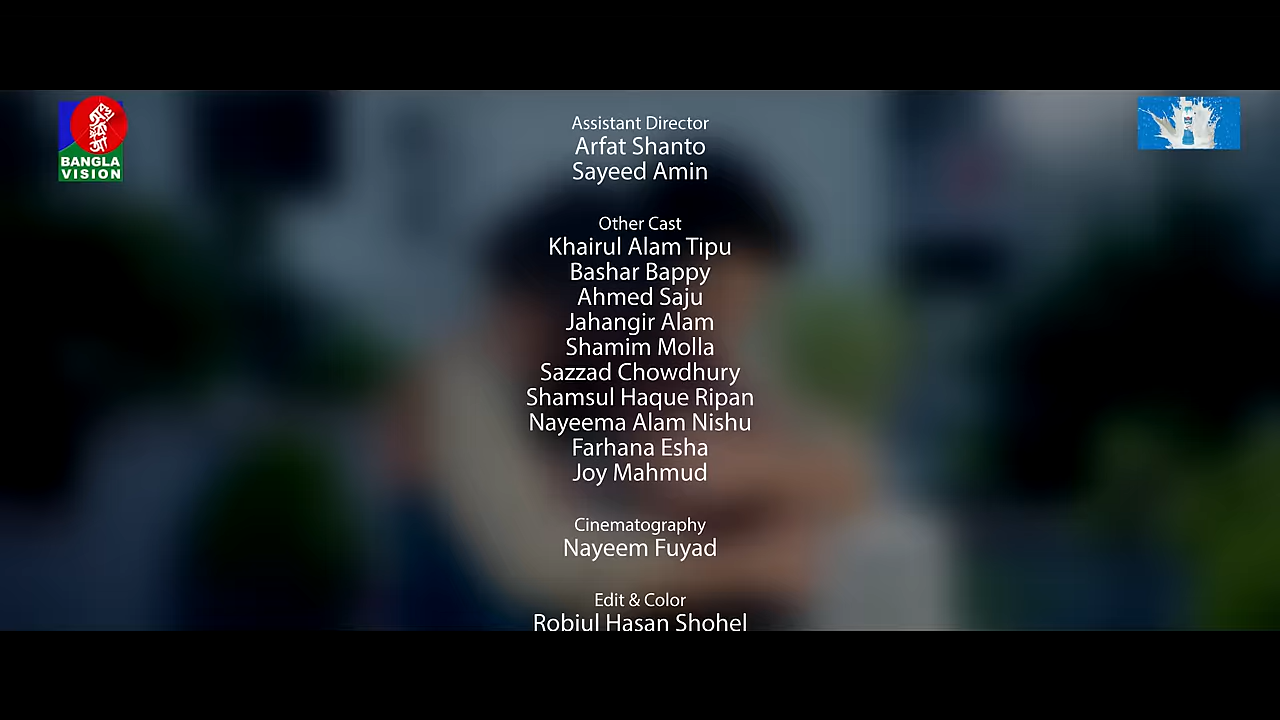 BANGLA
VISION
Assistant Director
Arfat Shanto
Sayeed Amin
Other Cast
Khairul Alam Tipu
Bashar Bappy
Ahmed Saju
Jahangir Alam
Shamim Molla
Sazzad Chowdhury
Shamsul Haque Ripan
Nayeema Alam Nishu
Farhana Esha
Joy Mahmud
Cinematography
Nayeem Fuyad
Edit & Color
Robiul Hasan Shohel